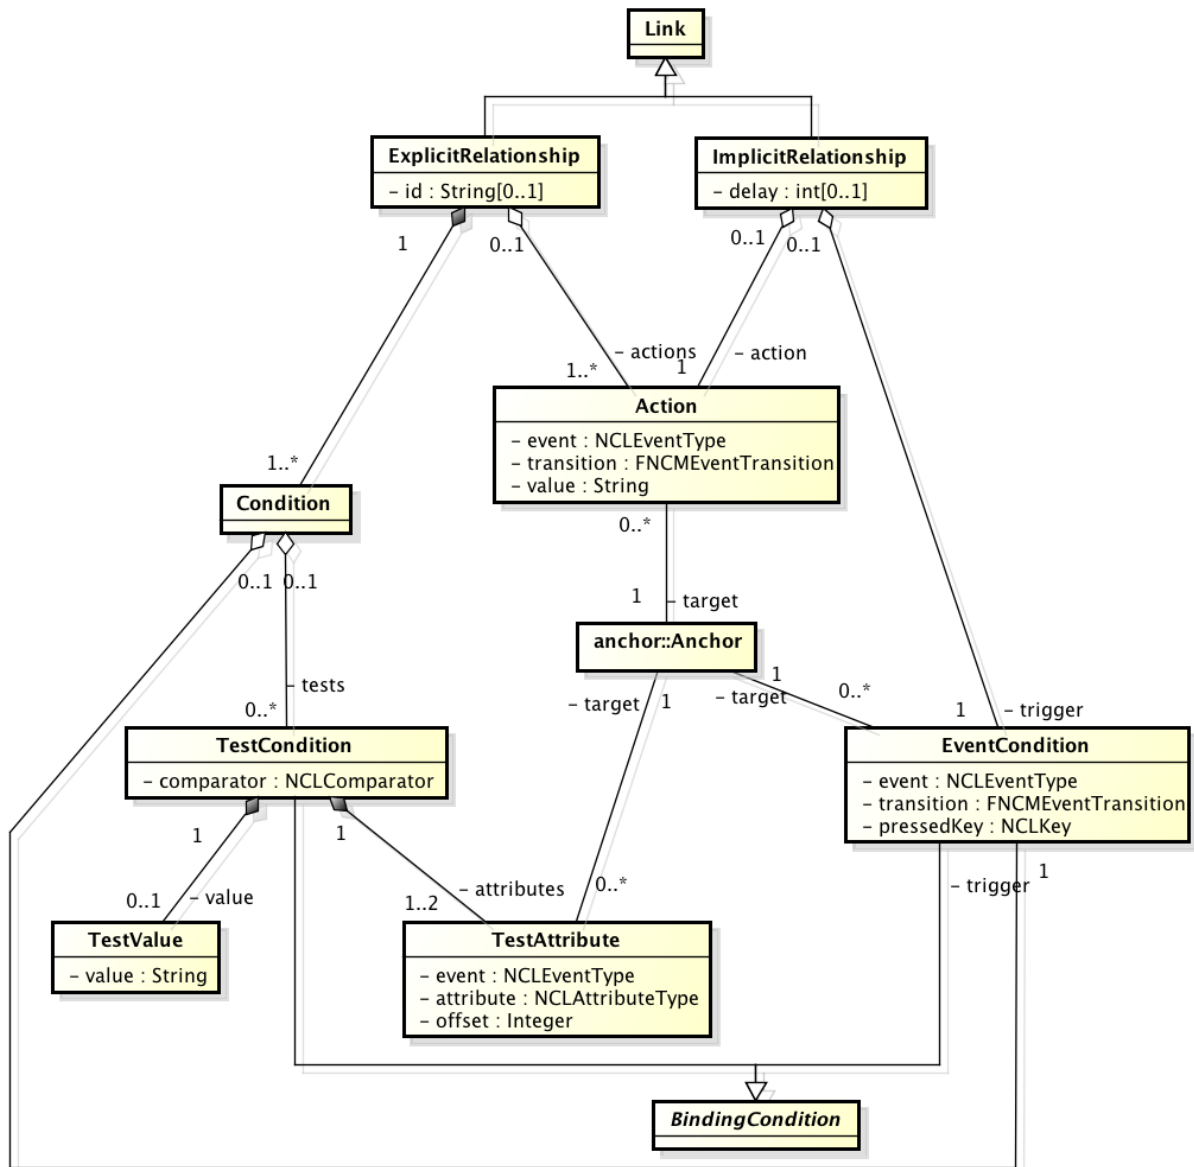 Link
ExplicitRelationship
– id : String[0..1]
ImplicitRelationship
– delay : int[0..1]
1
0..1
0..1
0..1
– actions
– action
1..*
1
Action
– event : NCLEventType
– transition : FNCMEventTransition
– value : String
1..*
Condition
0..1
0..1
0..*
1
– target
anchor::Anchor
– tests
0..*
– target
1
1
– target
0..*
1
– trigger
TestCondition
– comparator : NCLComparator
EventCondition
– event : NCLEventType
– transition : FNCMEventTransition
– pressedKey : NCLKey
1
1
0..1
– value
– attributes
1..2
0..*
– trigger
1
TestValue
– value : String
TestAttribute
– event : NCLEventType
– attribute : NCLAttributeType
– offset : Integer
BindingCondition